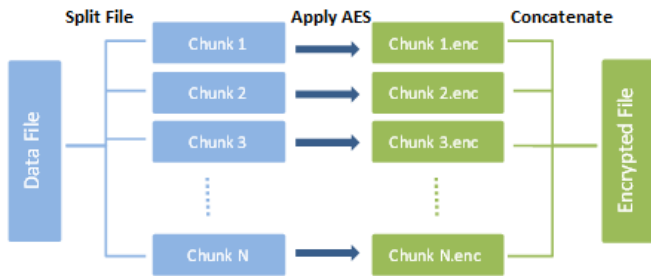 Split File
Apply AES
Concatenate
Data File
Chunk 1
Chunk 1.enc
Chunk 2
Chunk 2.enc
Chunk 3
Chunk 3.enc
Chunk N
Chunk N.enc
Encrypted File